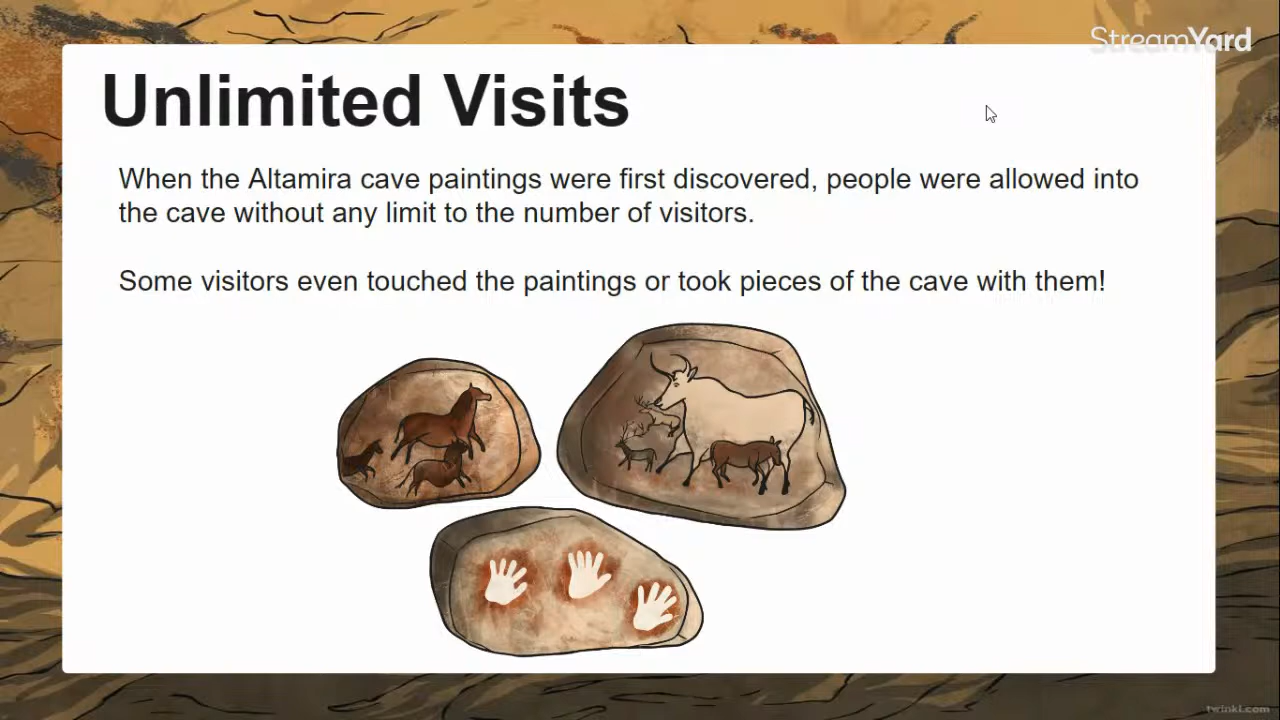 StreamYard
Unlimited Visits
When the Altamira cave paintings were first discovered, people were allowed into
the cave without any limit to the number of visitors.
Some visitors even touched the paintings or took pieces of the cave with them!
twinkl.com